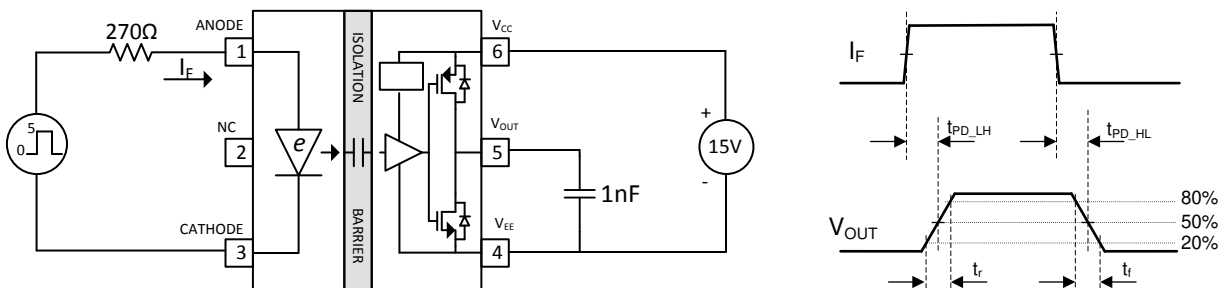 270Ω
ANODE
1
I_F
NC
2
CATHODE
3
5
0
e
ISOLATION
BARRIER
V_CC
6
V_OUT
5
V_EE
4
1nF
+
15V
-
I_F
t_PD_LH
t_PD_HL
V_OUT
80%
50%
20%
t_r
t_f